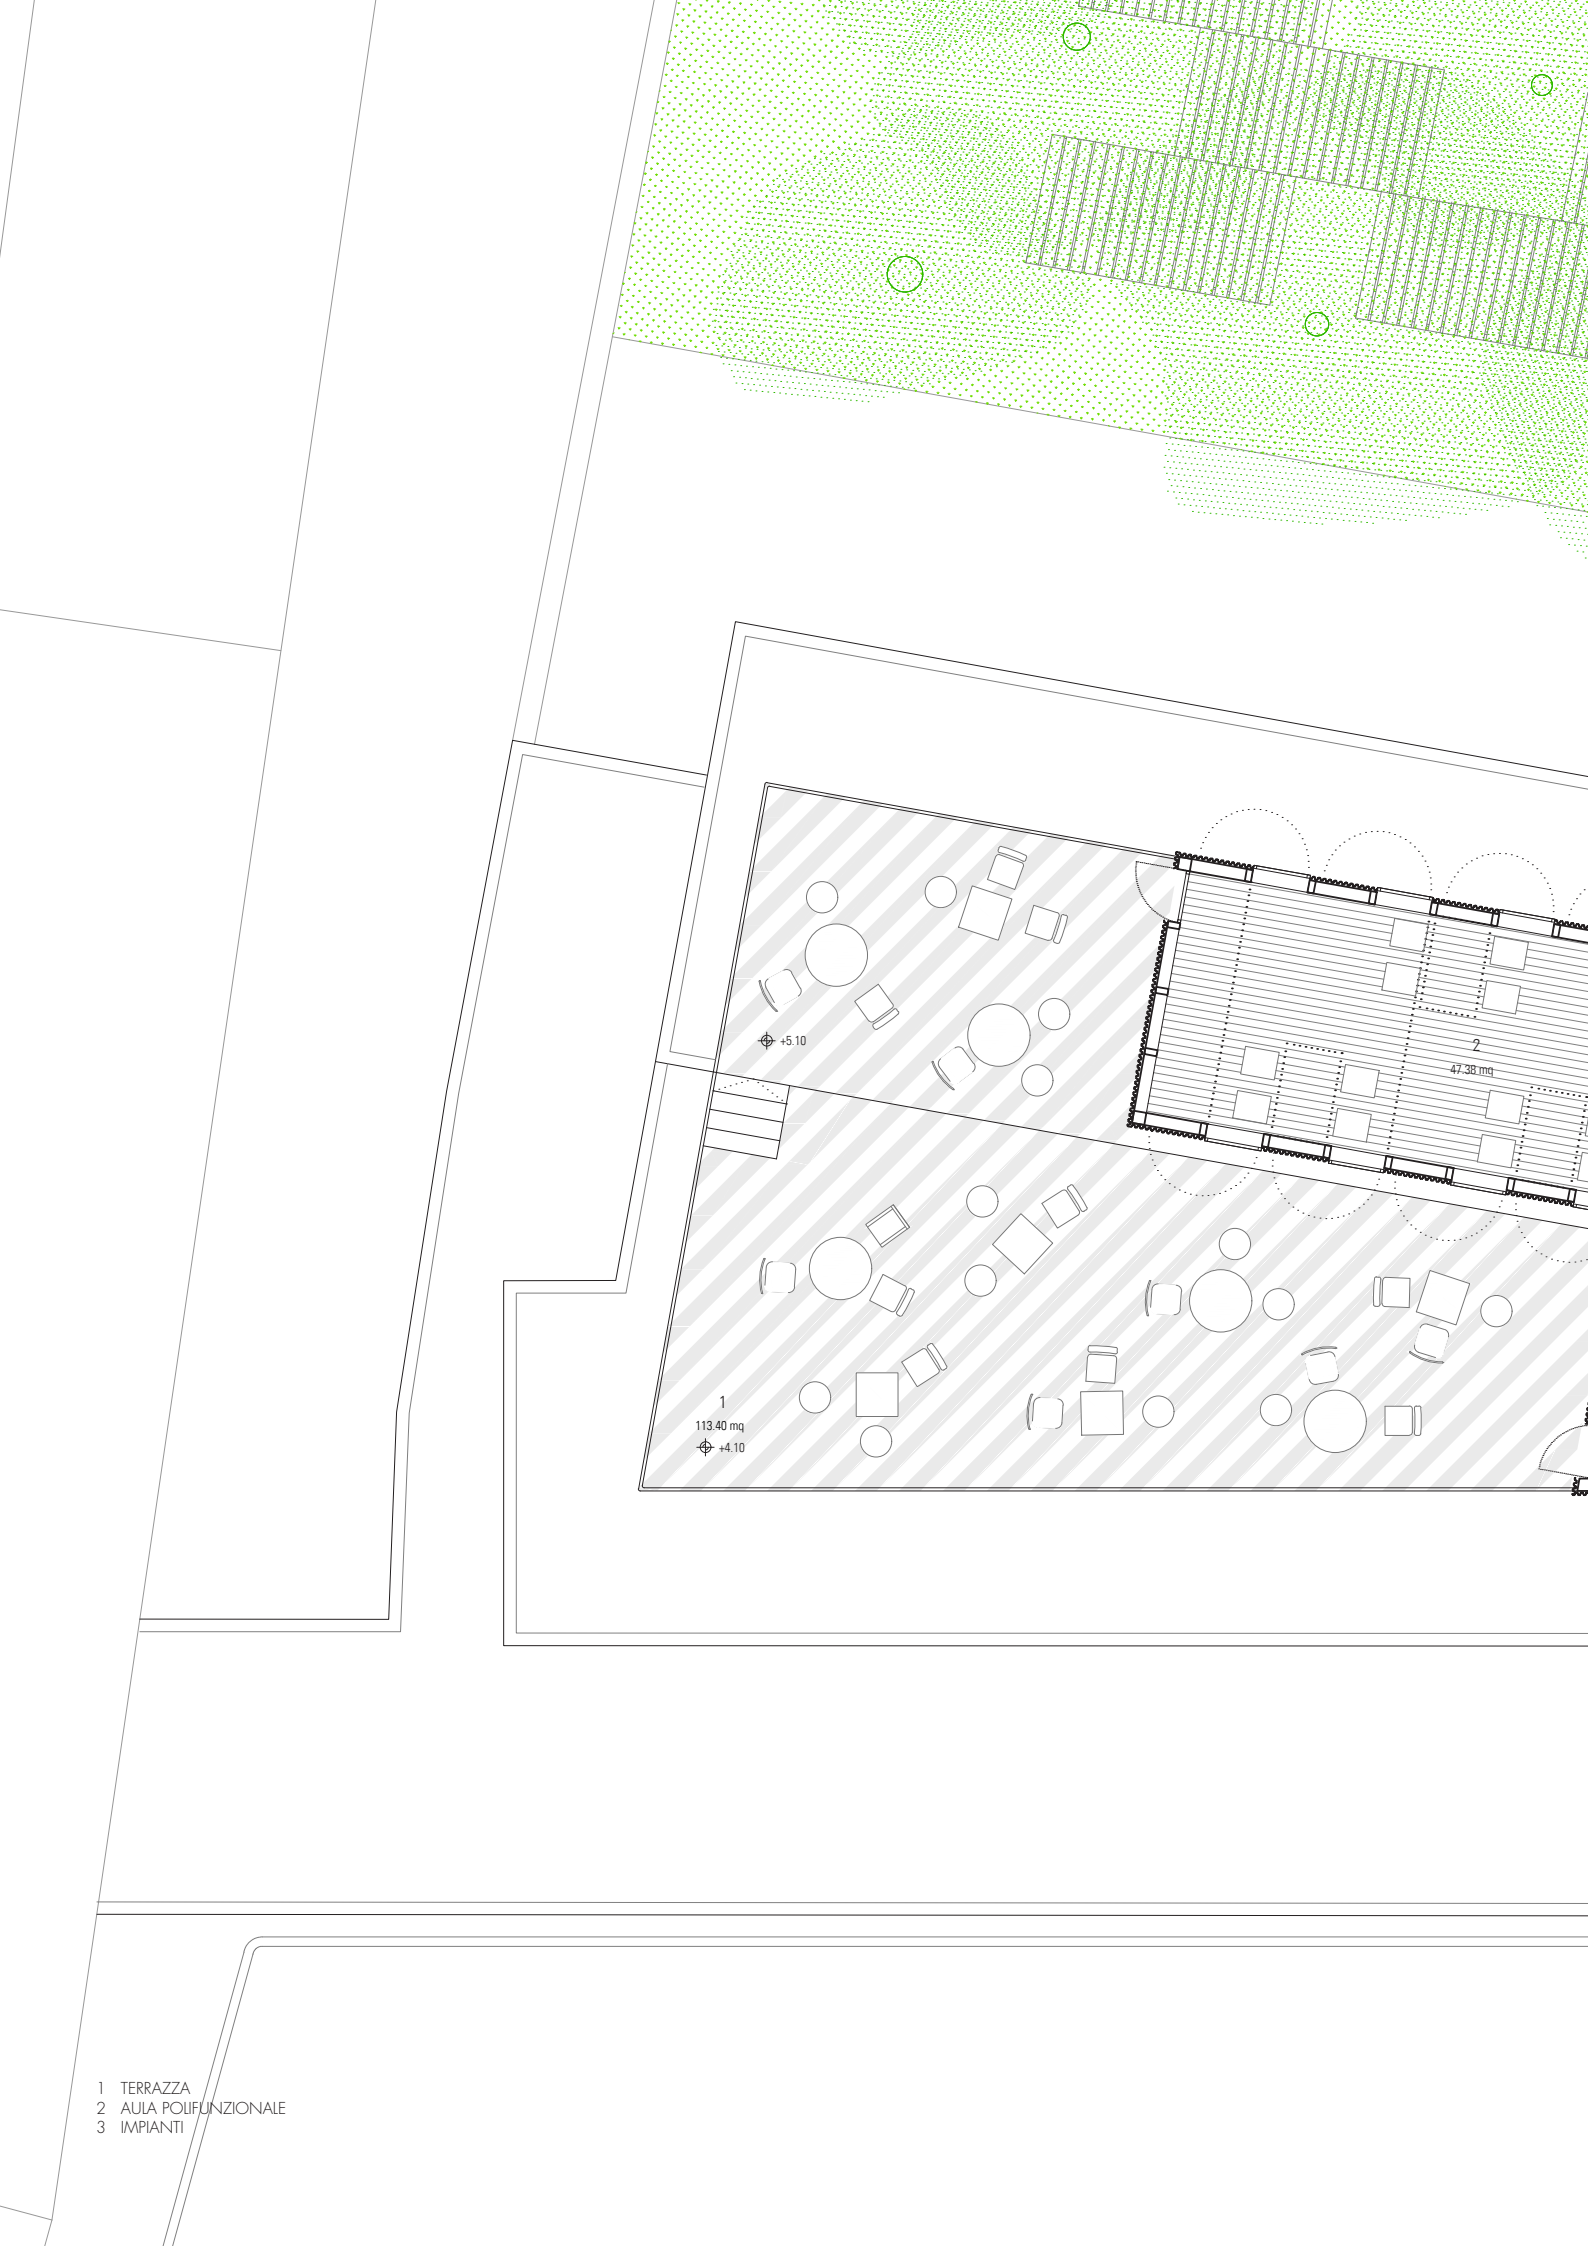 +5.10
2
47.38 mq
1
113.40 mq
+4.10
1 TERRAZZA
2 AULA POLIFUNZIONALE
3 IMPIANTI